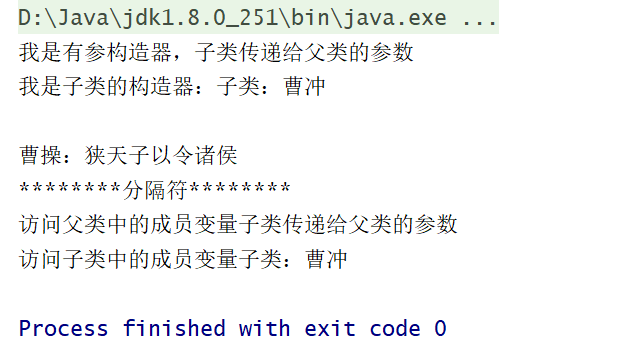 D:\Java\jdk1.8.0_251\bin\java.exe ...
我是有参构造器，子类传递给父类的参数
我是子类的构造器：子类：曹冲
曹操：狭天子以令诸侯
********分隔符********
访问父类中的成员变量子类传递给父类的参数
访问子类中的成员变量子类：曹冲
Process finished with exit code 0